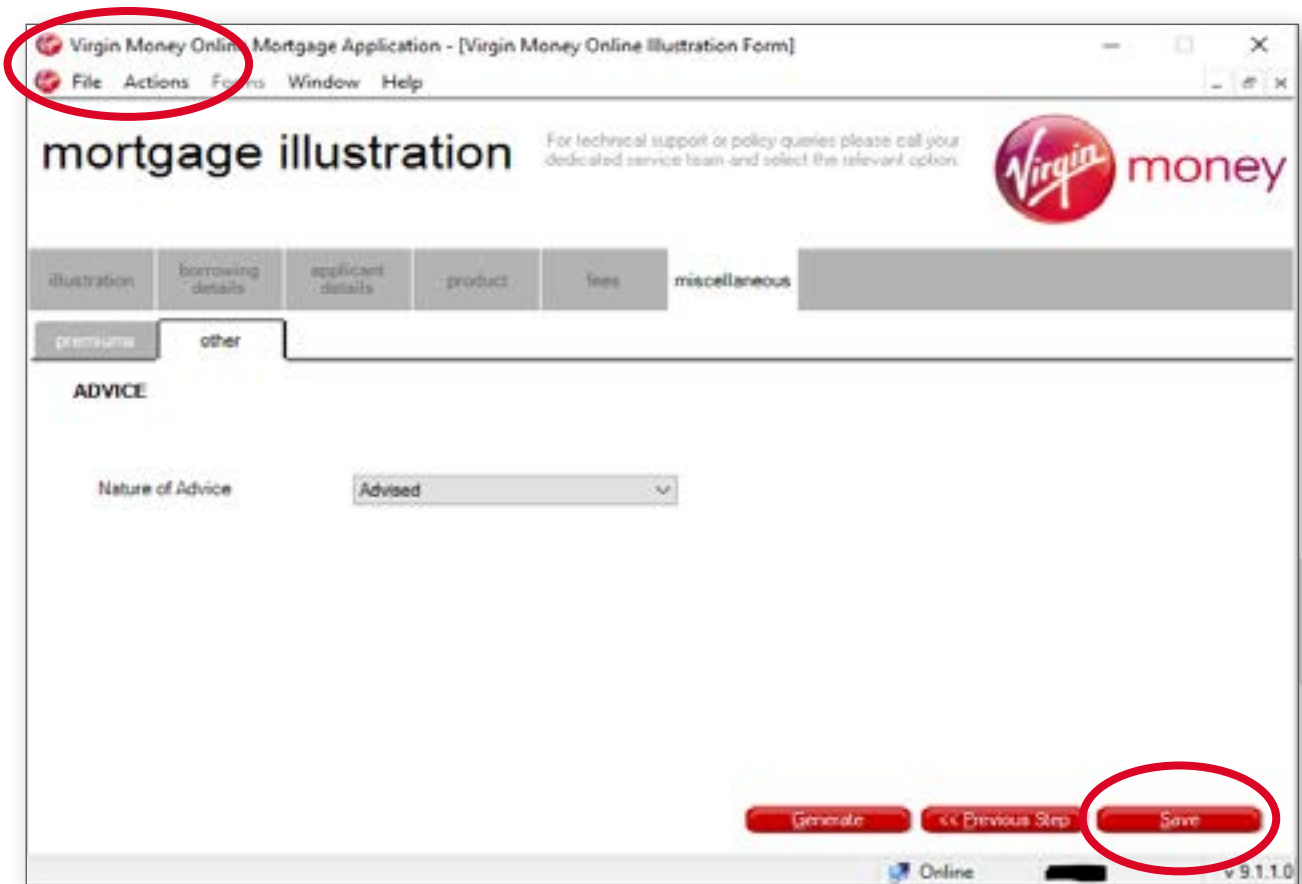 Virgin Money Online Mortgage Application - [Virgin Money Online Illustration Form]
File Actions Forms Window Help
mortgage illustration
For technical support or policy queries please call your
dedicated service team and select the relevant option.
Virgin money
illustration
borrowing
details
applicant
details
product
fees
miscellaneous
premiums
other
ADVICE
Nature of Advice
Advised
Generate
<< Previous Step
Save
Online
v 9.1.1.0